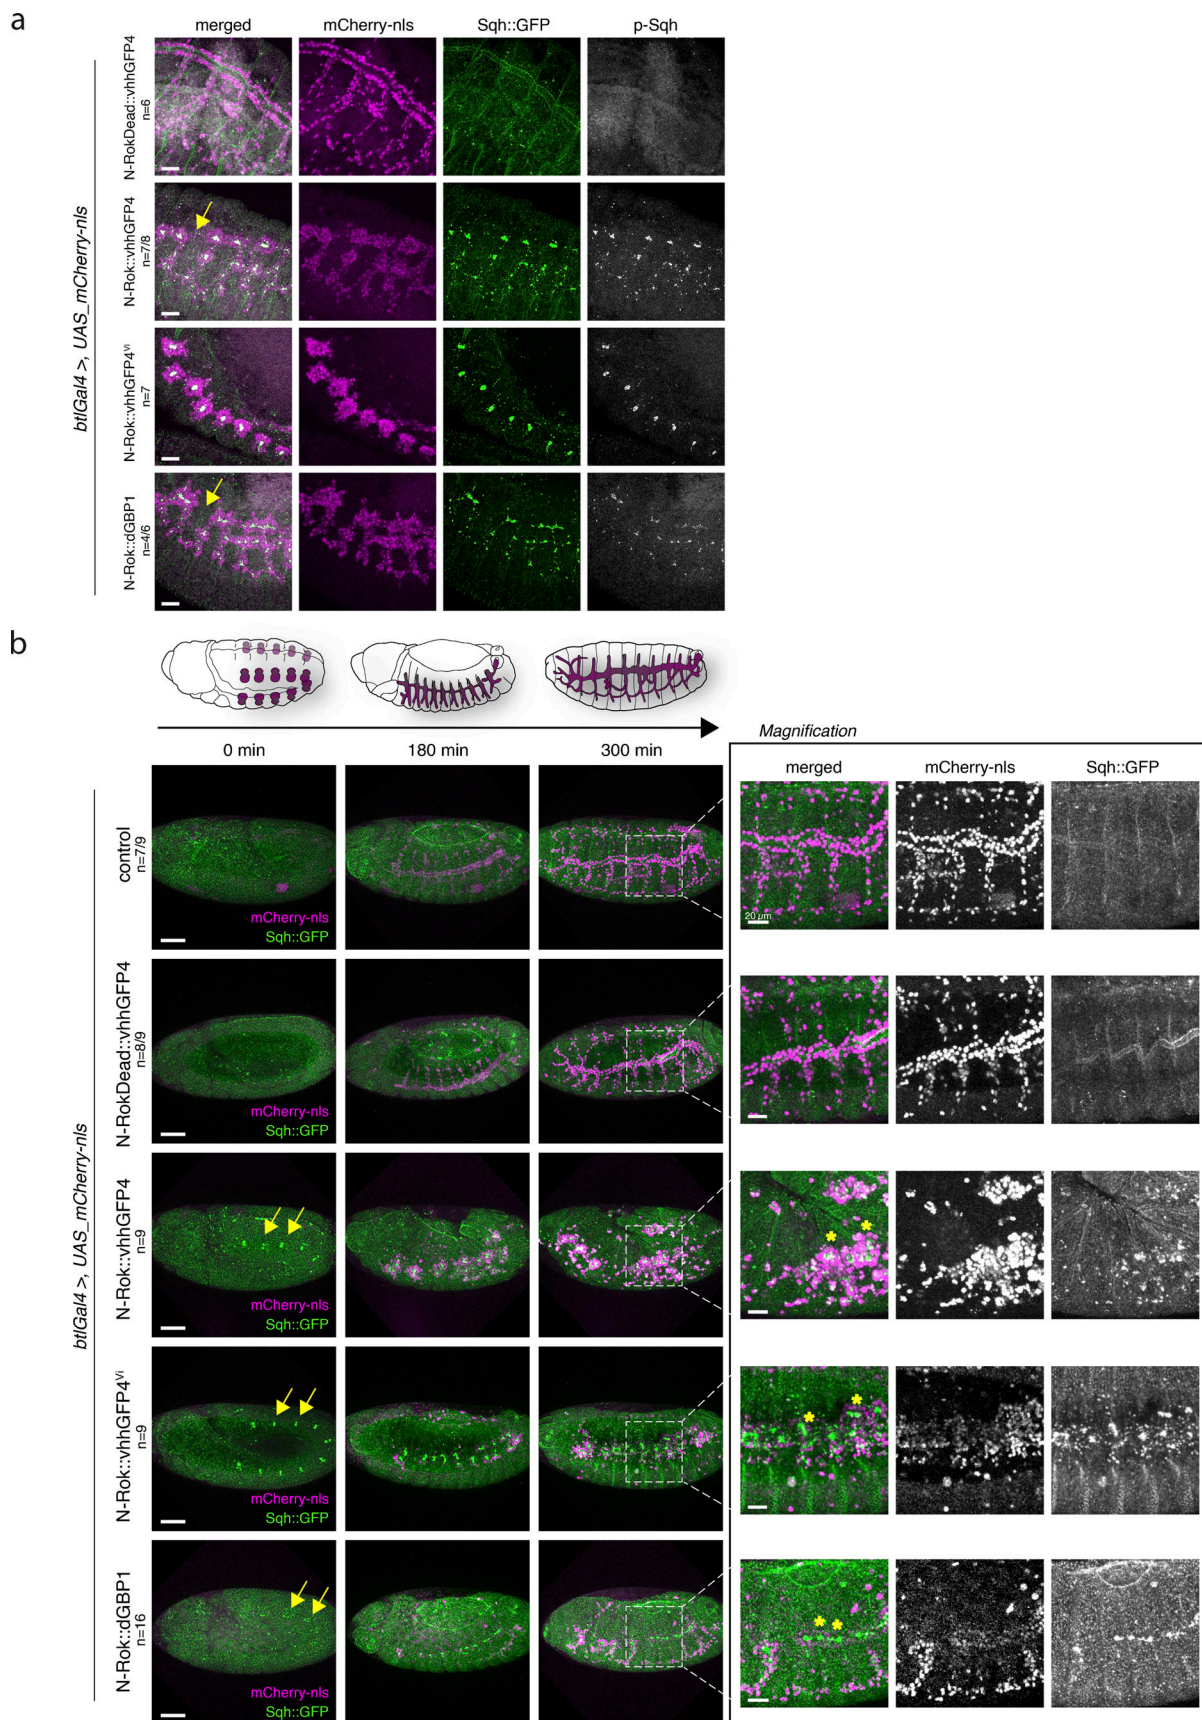 a
merged mCherry-nls Sqh::GFP p-Sqh
btlGal4 >, UAS_mCherry-nls
N-RokDead::vhhGFP4
n=6
N-Rok::vhhGFP4
n=7/8
N-Rok::vhhGFP4VI
n=7
N-Rok::dGBP1
n=4/6
b
0 min 180 min 300 min
Magnification
merged mCherry-nls Sqh::GFP
btlGal4 >, UAS_mCherry-nls
control
n=7/9
mCherry-nls
Sqh::GFP
20 µm
N-RokDead::vhhGFP4
n=8/9
mCherry-nls
Sqh::GFP
N-Rok::vhhGFP4
n=9
mCherry-nls
Sqh::GFP
* *
N-Rok::vhhGFP4VI
n=9
mCherry-nls
Sqh::GFP
* *
N-Rok::dGBP1
n=16
mCherry-nls
Sqh::GFP
* *